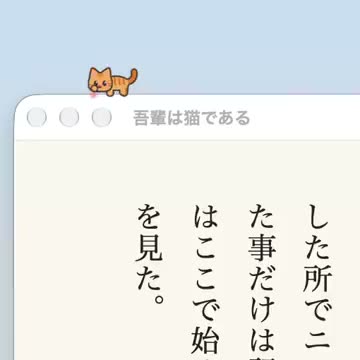 吾輩は猫である
した所でニ
た事だけは
はここで始
を見た。